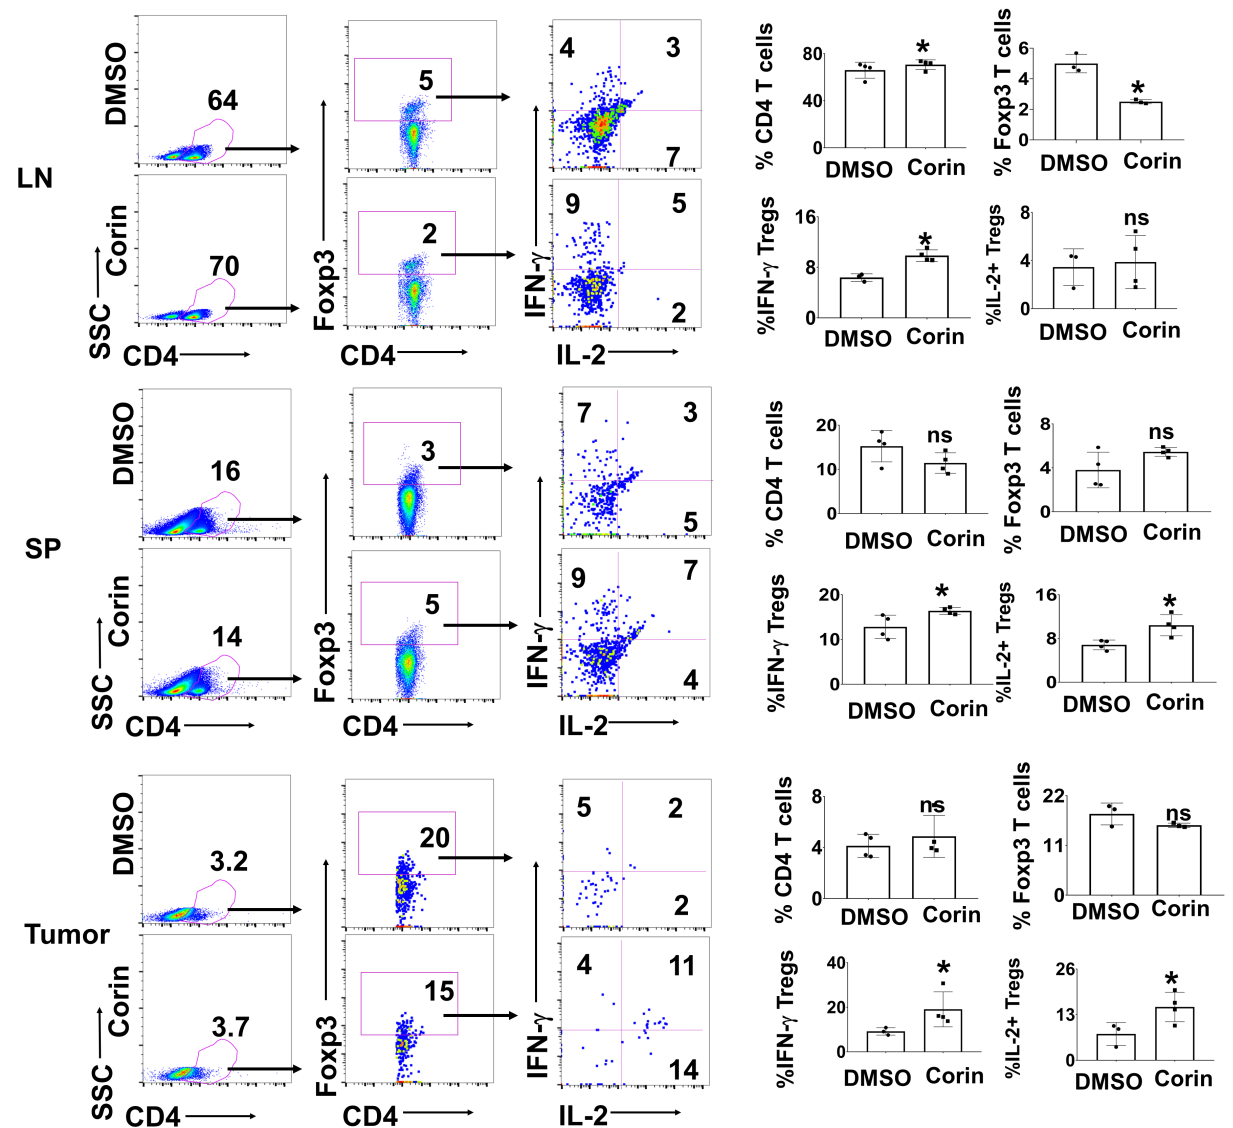 LN
DMSO
64
5
4
3
7
Corin
70
2
9
5
2
SSC
CD4
Foxp3
CD4
IFN-γ
IL-2
% CD4 T cells
80
40
0
*
DMSO
Corin
% Foxp3 T cells
6
4
2
0
*
DMSO
Corin
%IFN-γ Tregs
16
8
0
*
DMSO
Corin
%IL-2+ Tregs
8
4
0
ns
DMSO
Corin
SP
DMSO
16
3
7
3
5
Corin
14
5
9
7
4
SSC
CD4
Foxp3
CD4
IFN-γ
IL-2
% CD4 T cells
20
10
0
ns
DMSO
Corin
% Foxp3 T cells
8
4
0
ns
DMSO
Corin
%IFN-γ Tregs
20
10
0
*
DMSO
Corin
%IL-2+ Tregs
16
8
0
*
DMSO
Corin
Tumor
DMSO
3.2
20
5
2
2
Corin
3.7
15
4
11
14
SSC
CD4
Foxp3
CD4
IFN-γ
IL-2
% CD4 T cells
8
4
0
ns
DMSO
Corin
% Foxp3 T cells
22
11
0
ns
DMSO
Corin
%IFN-γ Tregs
40
20
0
*
DMSO
Corin
%IL-2+ Tregs
26
13
0
*
DMSO
Corin